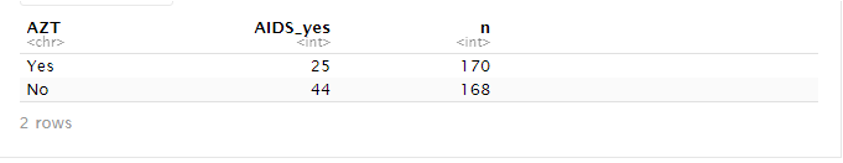 AZT AIDS_yes n
<chr> <int> <int>
Yes 25 170
No 44 168
2 rows